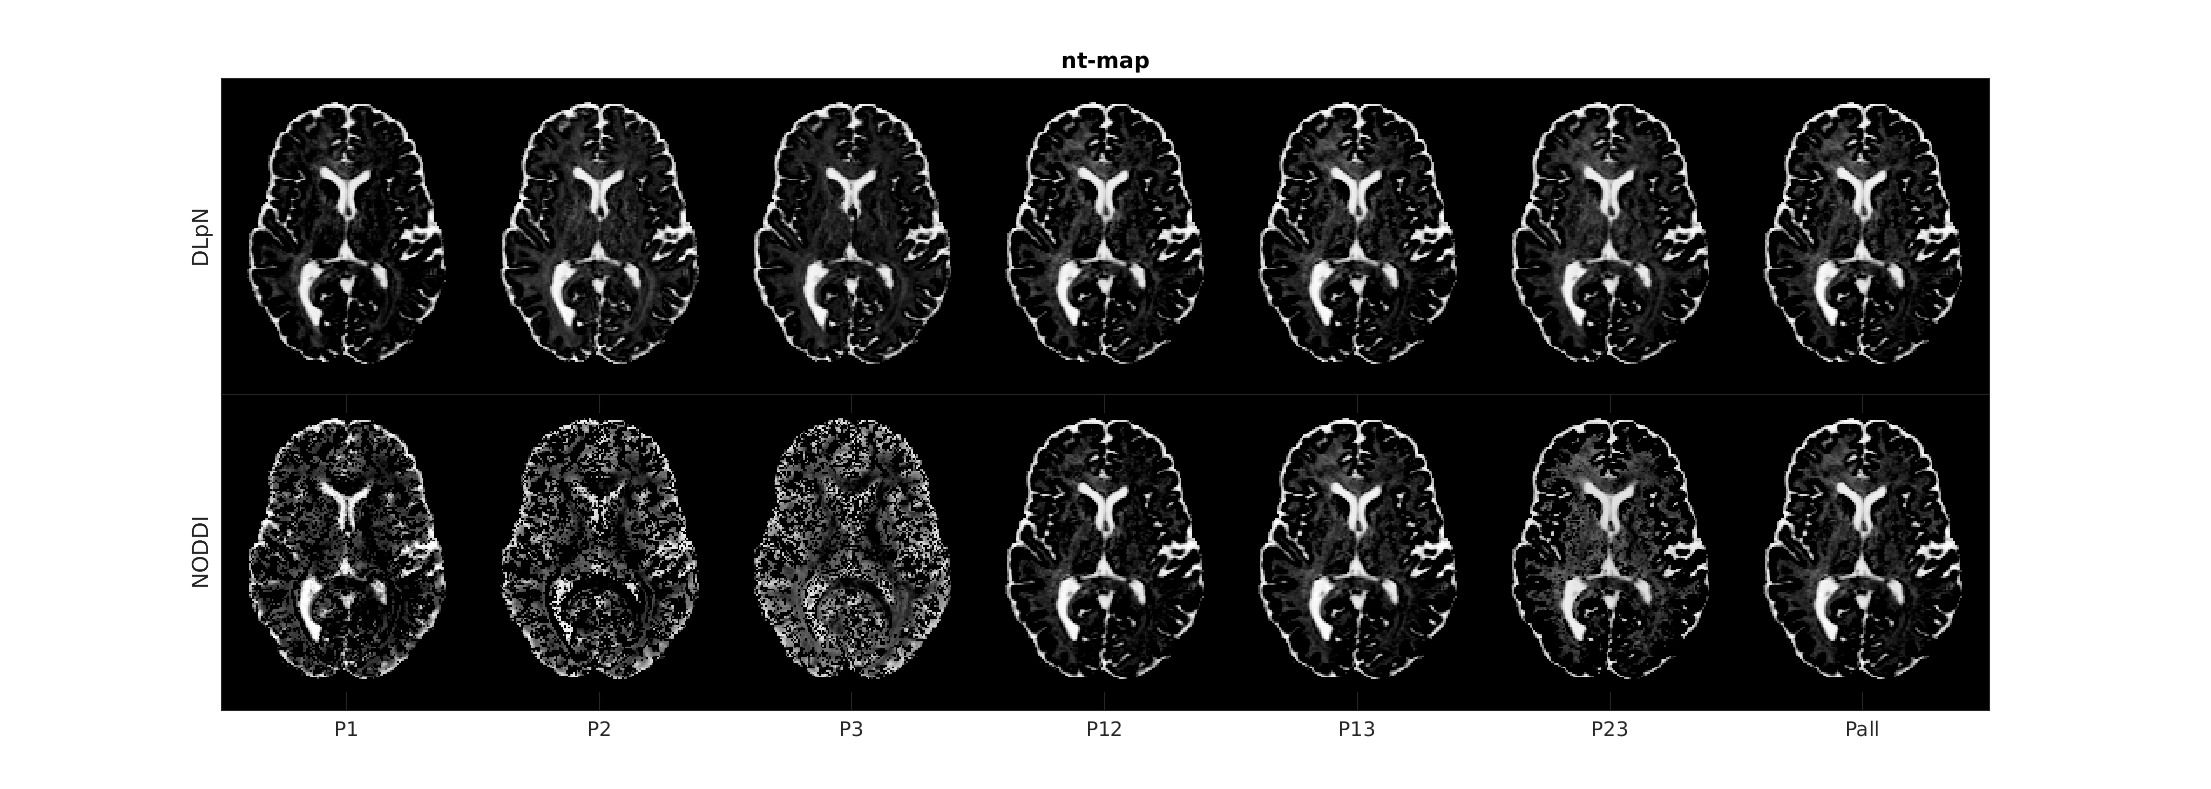 nt-map
DLpN
NODDI
P1 P2 P3 P12 P13 P23 Pall